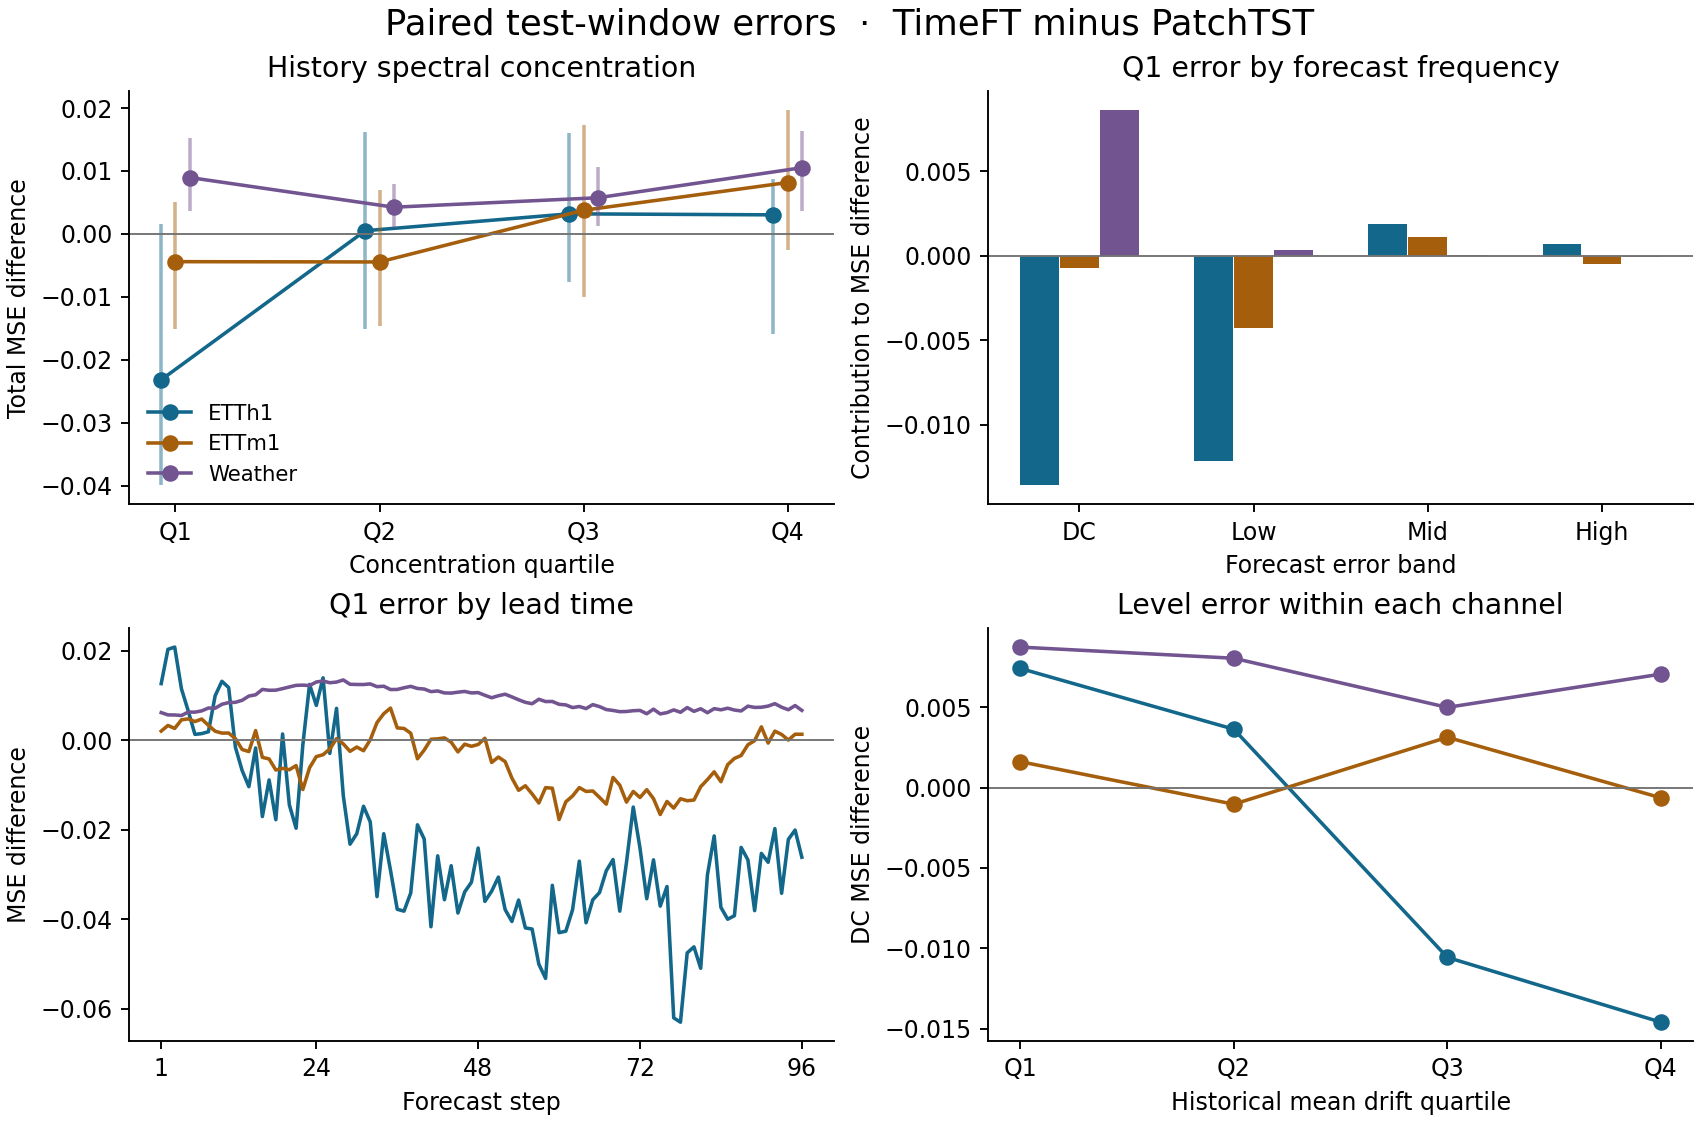 Paired test-window errors · TimeFT minus PatchTST
History spectral concentration
Total MSE difference
0.02
0.01
0.00
−0.01
−0.02
−0.03
−0.04
ETTh1
ETTm1
Weather
Q1 Q2 Q3 Q4
Concentration quartile
Q1 error by forecast frequency
Contribution to MSE difference
0.005
0.000
−0.005
−0.010
DC Low Mid High
Forecast error band
Q1 error by lead time
MSE difference
0.02
0.00
−0.02
−0.04
−0.06
1 24 48 72 96
Forecast step
Level error within each channel
DC MSE difference
0.005
0.000
−0.005
−0.010
−0.015
Q1 Q2 Q3 Q4
Historical mean drift quartile